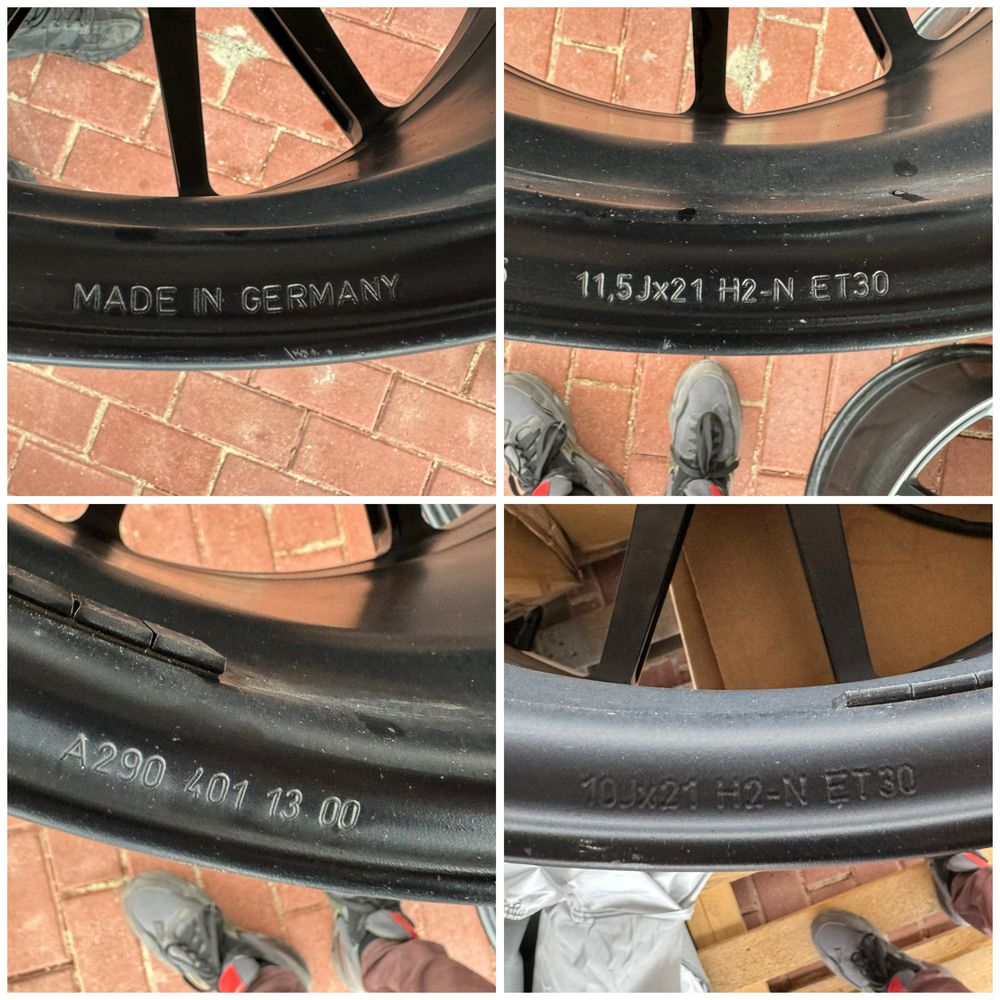 MADE IN GERMANY
11,5Jx21 H2-N ET30
A290 401 13 00
10Jx21 H2-N ET30